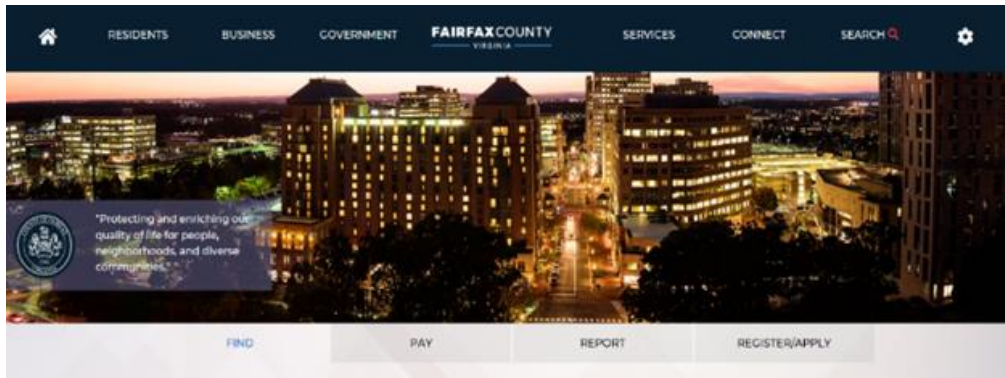 RESIDENTS BUSINESS GOVERNMENT FAIRFAX COUNTY SERVICES CONNECT SEARCH
VIRGINIA
"Protecting and enriching our
quality of life for people,
neighborhoods, and diverse
communities."
FIND PAY REPORT REGISTER/APPLY